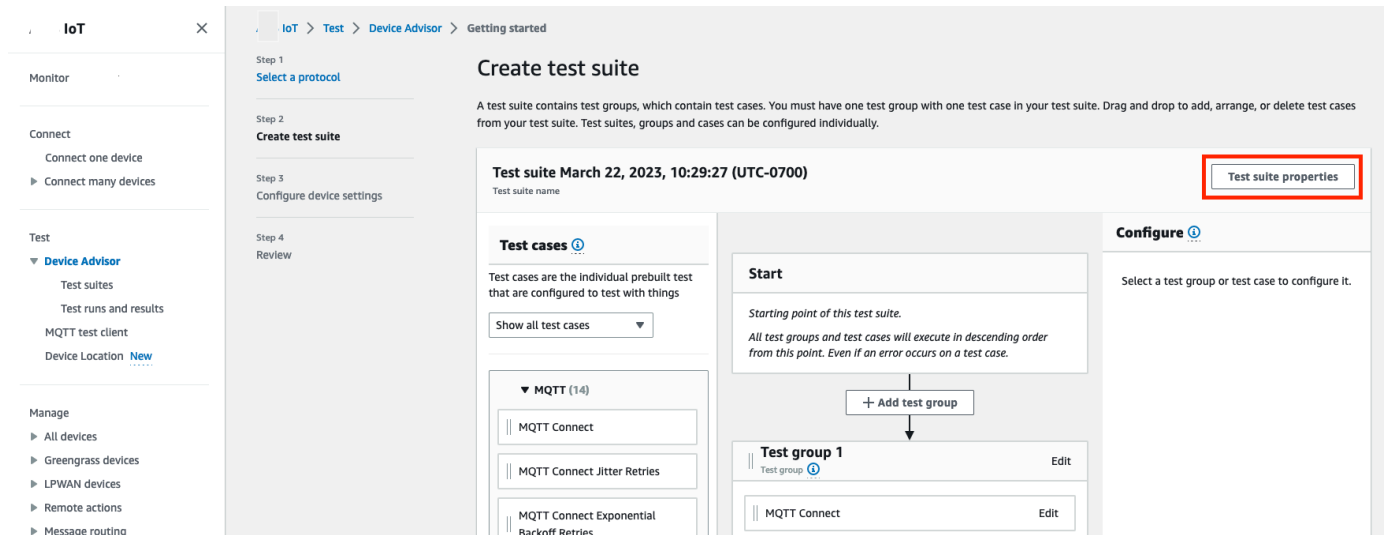 IoT
Monitor
Connect
Connect one device
Connect many devices
Test
Device Advisor
Test suites
Test runs and results
MQTT test client
Device Location New
Manage
All devices
Greengrass devices
LPWAN devices
Remote actions
Message routing
IoT > Test > Device Advisor > Getting started
Step 1
Select a protocol
Step 2
Create test suite
Step 3
Configure device settings
Step 4
Review
Create test suite
A test suite contains test groups, which contain test cases. You must have one test group with one test case in your test suite. Drag and drop to add, arrange, or delete test cases
from your test suite. Test suites, groups and cases can be configured individually.
Test suite March 22, 2023, 10:29:27 (UTC-0700)
Test suite name
Test suite properties
Test cases
Test cases are the individual prebuilt test
that are configured to test with things
Show all test cases
MQTT (14)
MQTT Connect
MQTT Connect Jitter Retries
MQTT Connect Exponential
Backoff Retries
Start
Starting point of this test suite.
All test groups and test cases will execute in descending order
from this point. Even if an error occurs on a test case.
+ Add test group
Test group 1
Test group
Edit
MQTT Connect
Edit
Configure
Select a test group or test case to configure it.